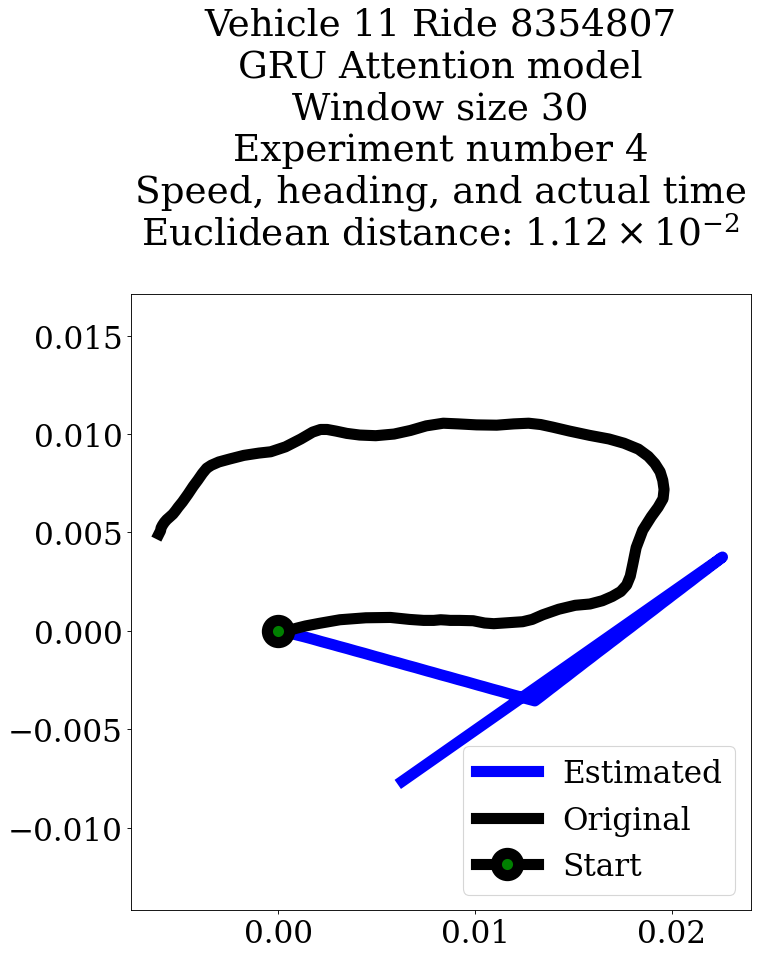 Vehicle 11 Ride 8354807
GRU Attention model
Window size 30
Experiment number 4
Speed, heading, and actual time
Euclidean distance: 1.12 × 10⁻²
0.015
0.010
0.005
0.000
−0.005
−0.010
Estimated
Original
Start
0.00 0.01 0.02